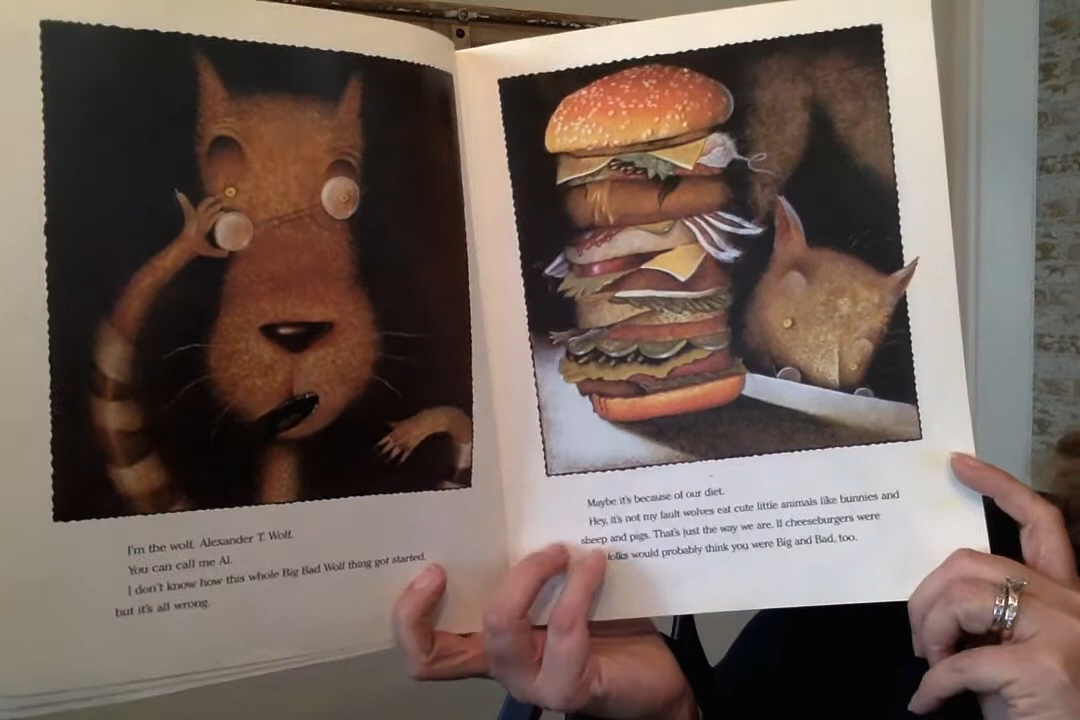 I'm the wolf. Alexander T. Wolf.
You can call me Al.
I don't know how this whole Big Bad Wolf thing got started,
but it's all wrong.
Maybe it's because of our diet.
Hey, it's not my fault wolves eat cute little animals like bunnies and
sheep and pigs. That's just the way we are. If cheeseburgers were
folks would probably think you were Big and Bad, too.